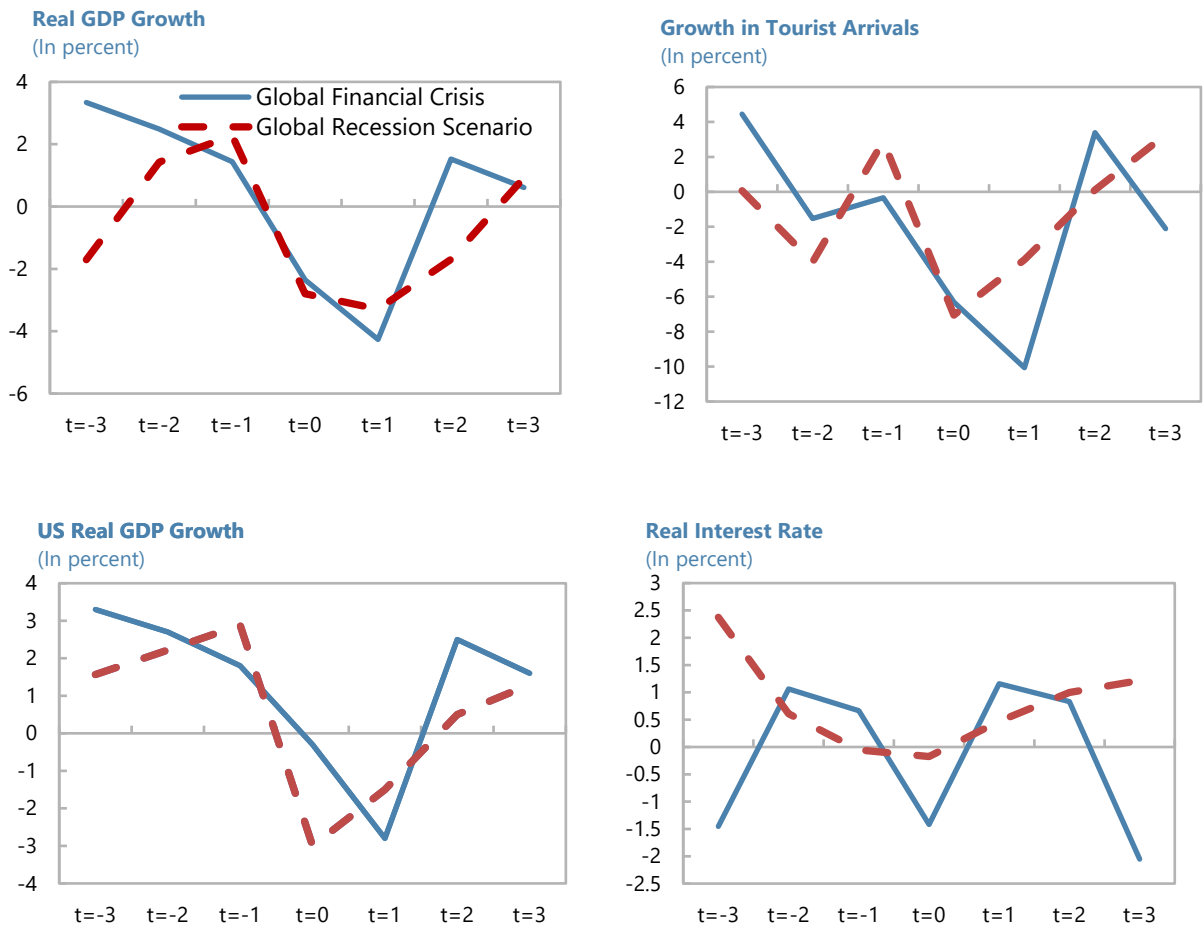 Real GDP Growth
(In percent)
4
2
0
-2
-4
-6
Global Financial Crisis
Global Recession Scenario
t=-3 t=-2 t=-1 t=0 t=1 t=2 t=3
Growth in Tourist Arrivals
(In percent)
6
4
2
0
-2
-4
-6
-8
-10
-12
t=-3 t=-2 t=-1 t=0 t=1 t=2 t=3
US Real GDP Growth
(In percent)
4
3
2
1
0
-1
-2
-3
-4
t=-3 t=-2 t=-1 t=0 t=1 t=2 t=3
Real Interest Rate
(In percent)
3
2.5
2
1.5
1
0.5
0
-0.5
-1
-1.5
-2
-2.5
t=-3 t=-2 t=-1 t=0 t=1 t=2 t=3